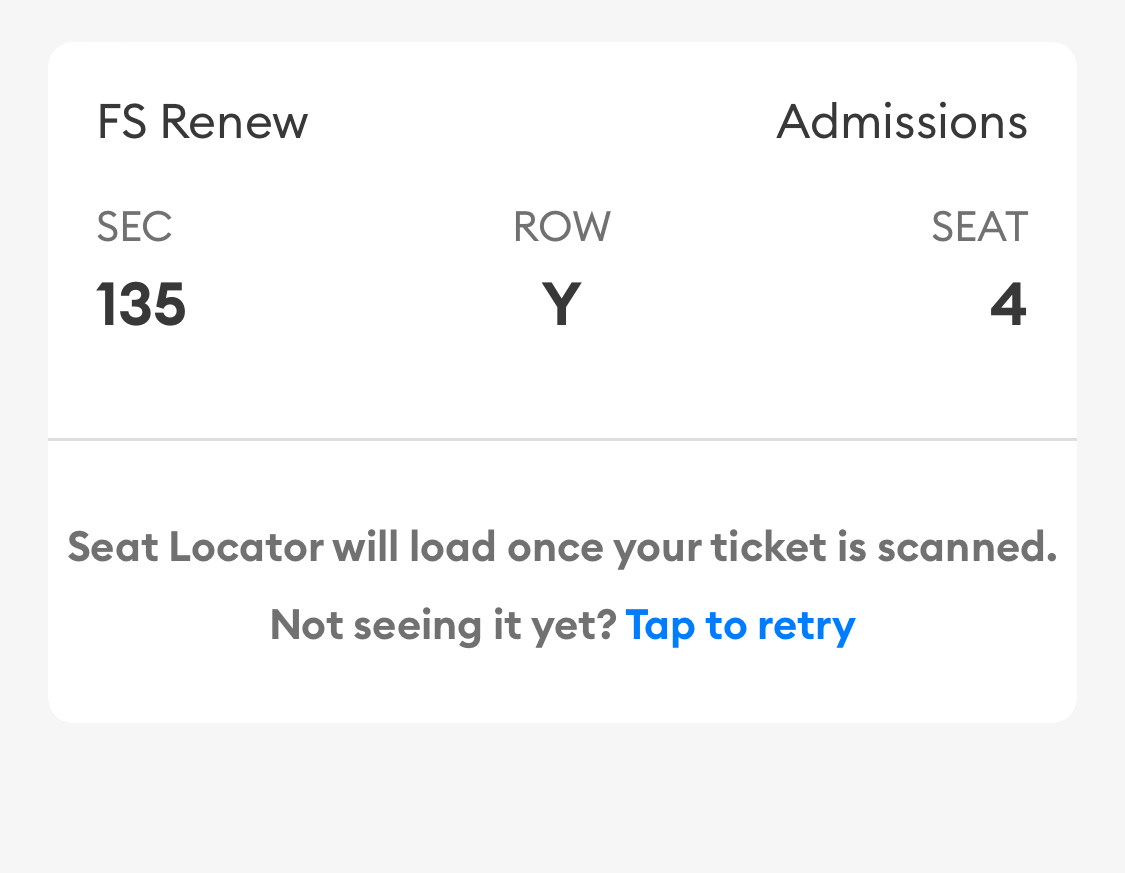 FS Renew Admissions
SEC ROW SEAT
135 Y 4
Seat Locator will load once your ticket is scanned.
Not seeing it yet? Tap to retry